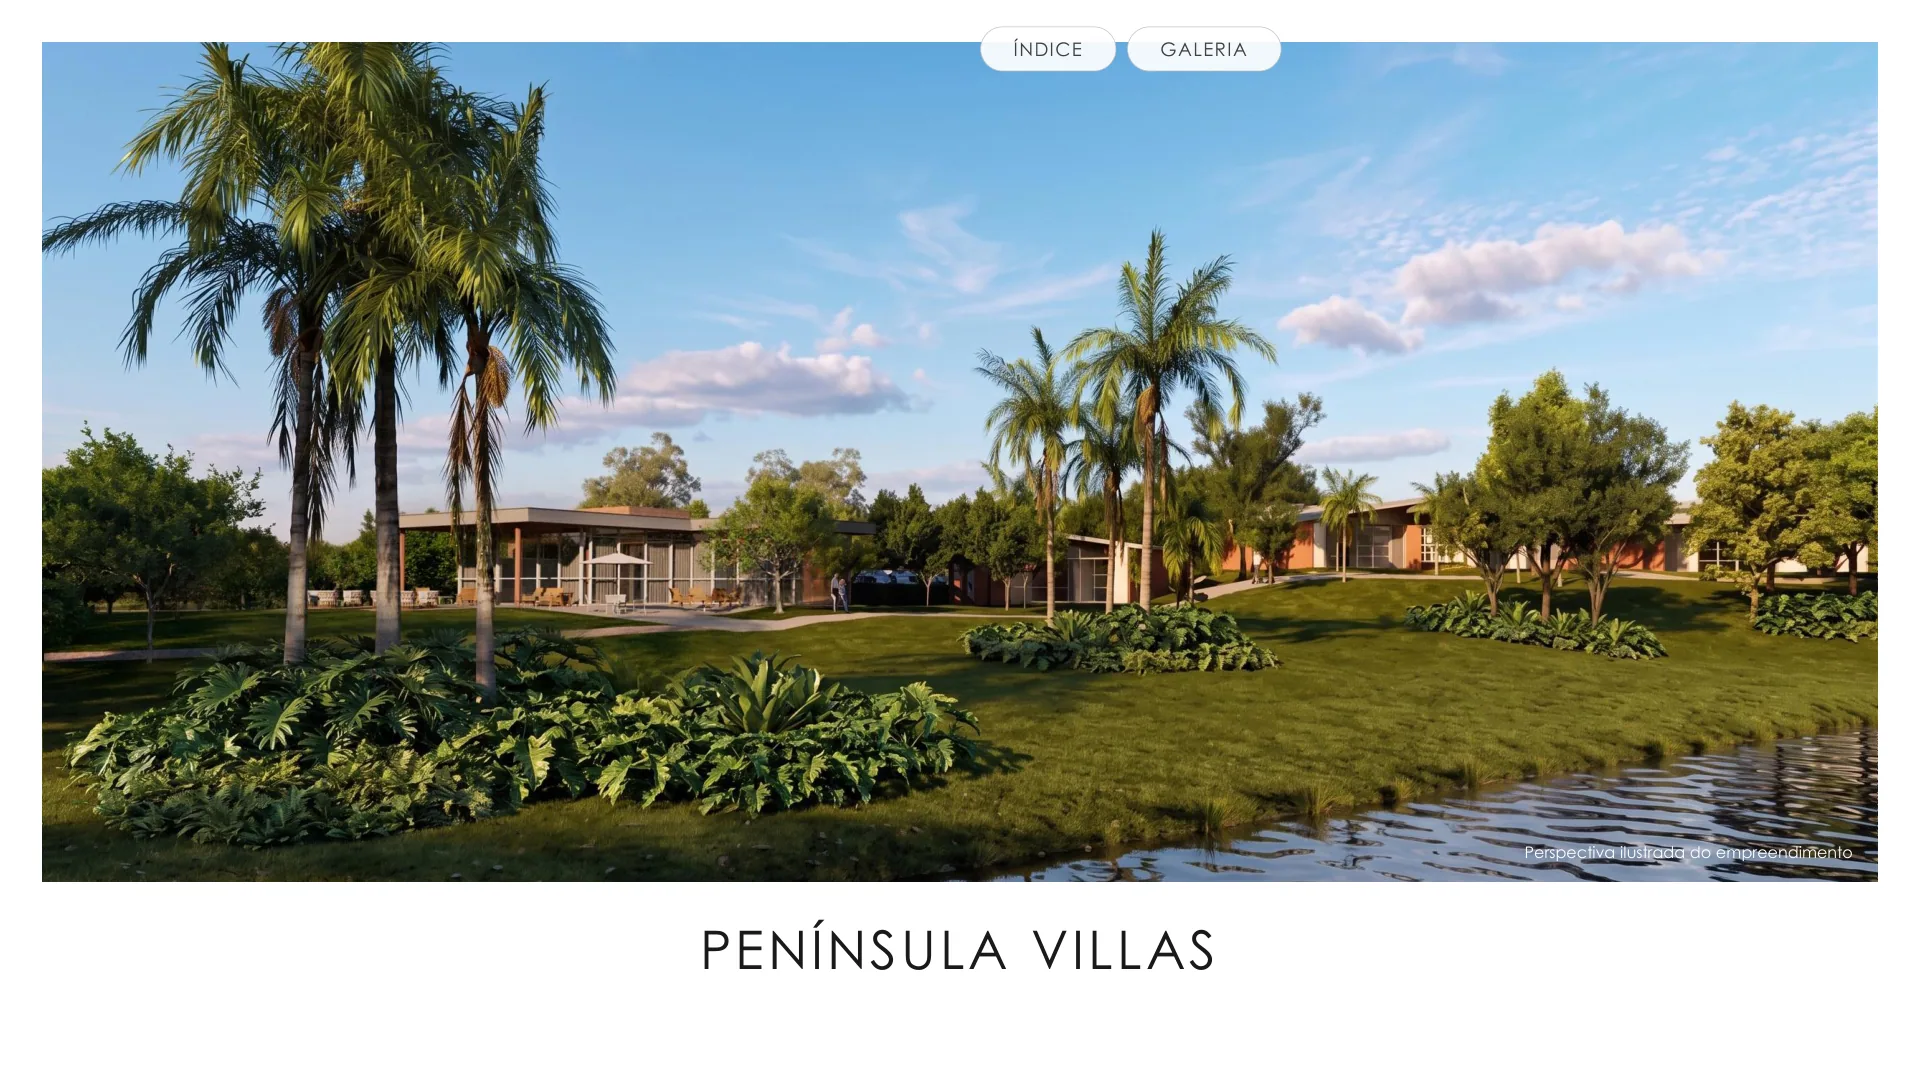 ÍNDICE GALERIA
Perspectiva ilustrada do empreendimento
PENÍNSULA VILLAS